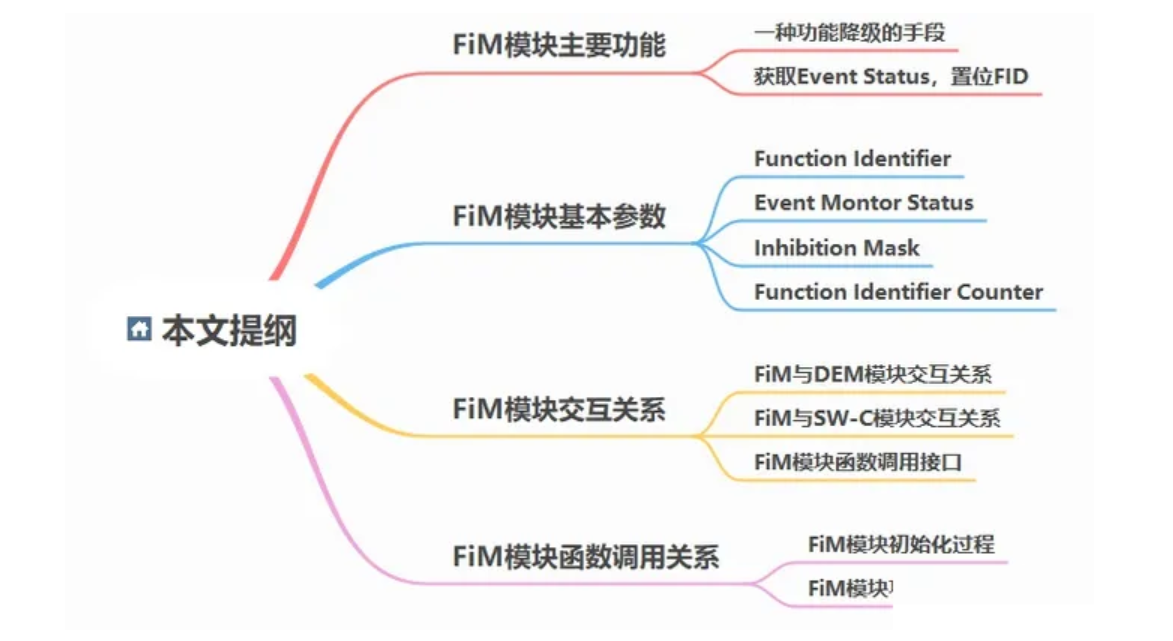 本文提纲
FiM模块主要功能
一种功能降级的手段
获取Event Status，置位FID
FiM模块基本参数
Function Identifier
Event Montor Status
Inhibition Mask
Function Identifier Counter
FiM模块交互关系
FiM与DEM模块交互关系
FiM与SW-C模块交互关系
FiM模块函数调用接口
FiM模块函数调用关系
FiM模块初始化过程
FiM模块